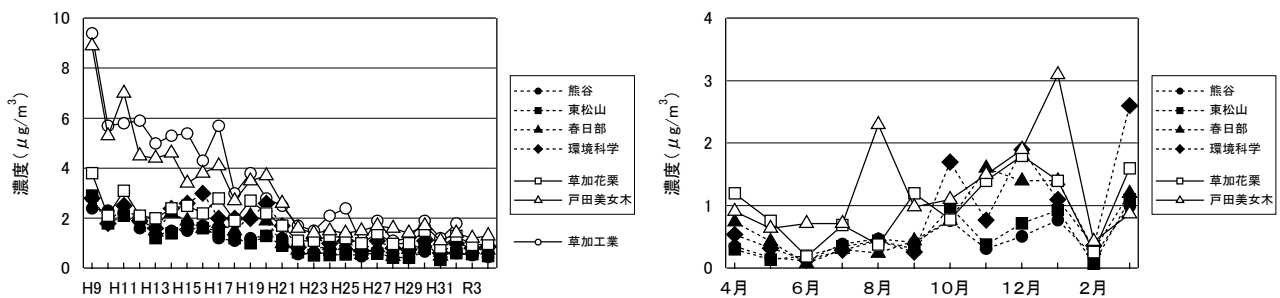 濃度(μg/m³)
10
8
6
4
2
0
H9 H11 H13 H15 H17 H19 H21 H23 H25 H27 H29 H31 R3
熊谷
東松山
春日部
環境科学
草加花栗
戸田美女木
草加工業
濃度(μg/m³)
4
3
2
1
0
4月 6月 8月 10月 12月 2月
熊谷
東松山
春日部
環境科学
草加花栗
戸田美女木